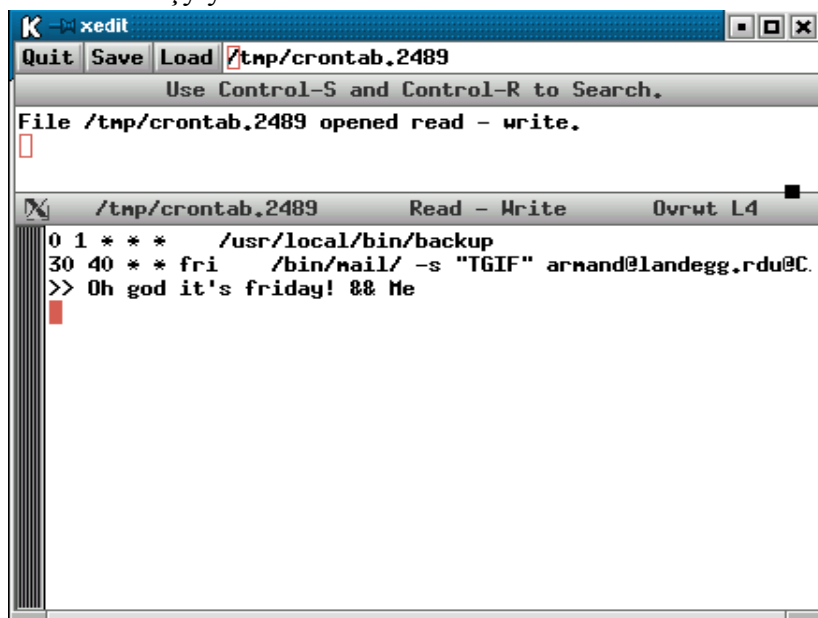 xedit
Quit Save Load /tmp/crontab.2489
Use Control-S and Control-R to Search.
File /tmp/crontab.2489 opened read - write.
/tmp/crontab.2489 Read - Write Ovrwt L4
0 1 * * * /usr/local/bin/backup
30 40 * * fri /bin/mail/ -s "TGIF" armand@landegg.rdu@C.
>> Oh god it's friday! && Me